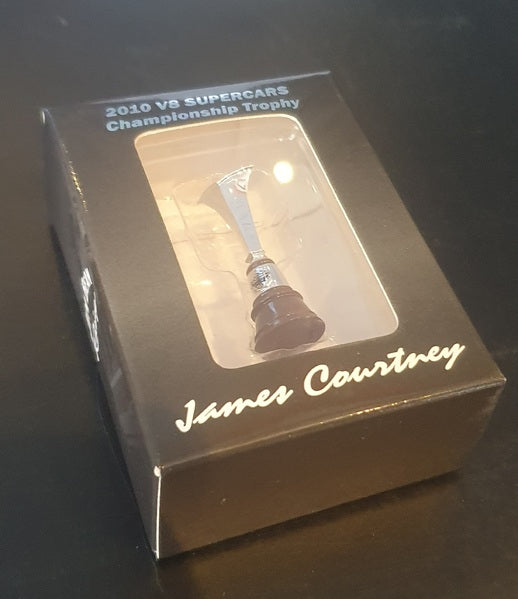 2010 V8 SUPERCARS
Championship Trophy
James Courtney